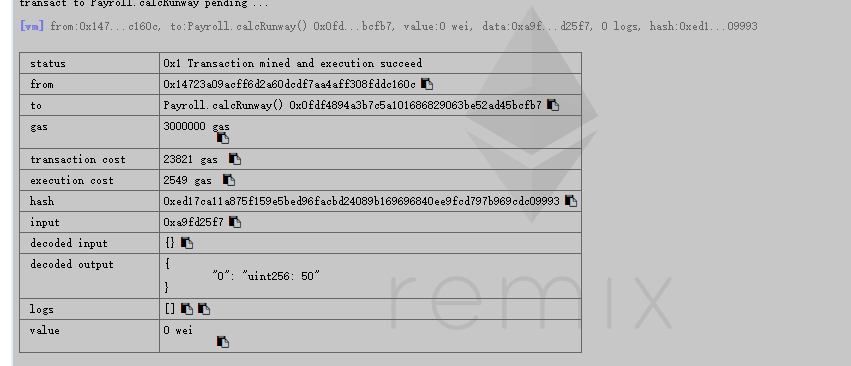 transact to Payroll.calcRunway pending ...
[vm] from:0x147...c160c, to:Payroll.calcRunway() 0x0fd...bcfb7, value:0 wei, data:0xa9f...d25f7, 0 logs, hash:0xed1...09993
status 0x1 Transaction mined and execution succeed
from 0x14723a09acff6d2a60dcdf7aa4aff308fddc160c
to Payroll.calcRunway() 0x0fdf4894a3b7c5a101686829063be52ad45bcfb7
gas 3000000 gas
transaction cost 23821 gas
execution cost 2549 gas
hash 0xed17ca11a875f159e5bed96facbd24089b169696840ee9fcd797b969cdc09993
input 0xa9fd25f7
decoded input {}
decoded output {
"0": "uint256: 50"
}
logs []
value 0 wei
remix